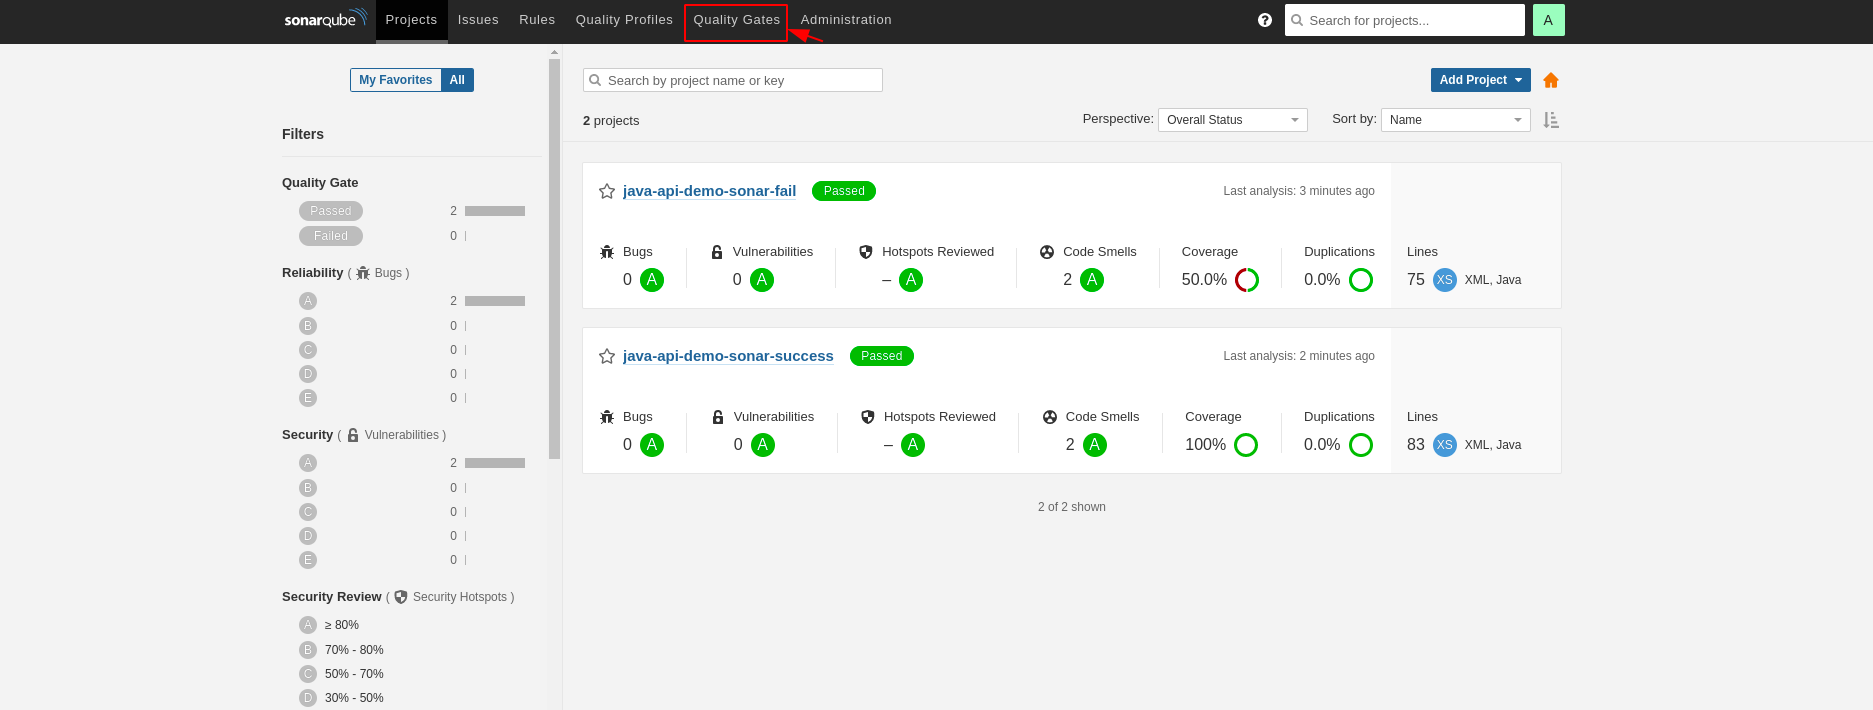 sonarqube Projects Issues Rules Quality Profiles Quality Gates Administration ? Search for projects... A
My Favorites All
Filters
Quality Gate
Passed 2
Failed 0
Reliability ( Bugs )
A 2
B 0
C 0
D 0
E 0
Security ( Vulnerabilities )
A 2
B 0
C 0
D 0
E 0
Security Review ( Security Hotspots )
A ≥ 80%
B 70% - 80%
C 50% - 70%
D 30% - 50%
Search by project name or key Add Project
2 projects Perspective: Overall Status Sort by: Name
java-api-demo-sonar-fail Passed Last analysis: 3 minutes ago
Bugs Vulnerabilities Hotspots Reviewed Code Smells Coverage Duplications Lines
0 A 0 A – A 2 A 50.0% 0.0% 75 XS XML, Java
java-api-demo-sonar-success Passed Last analysis: 2 minutes ago
Bugs Vulnerabilities Hotspots Reviewed Code Smells Coverage Duplications Lines
0 A 0 A – A 2 A 100% 0.0% 83 XS XML, Java
2 of 2 shown